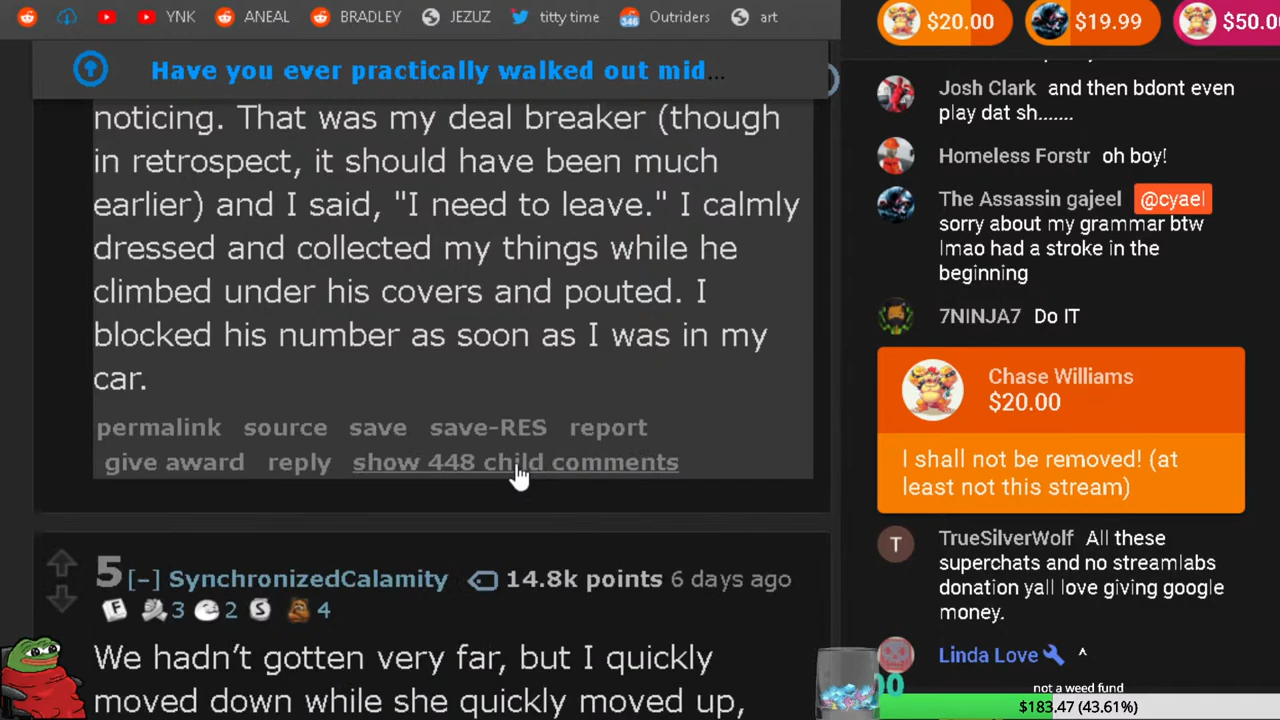 YNK ANEAL BRADLEY JEZUZ titty time 346 Outriders art
Have you ever practically walked out mid...
noticing. That was my deal breaker (though
in retrospect, it should have been much
earlier) and I said, "I need to leave." I calmly
dressed and collected my things while he
climbed under his covers and pouted. I
blocked his number as soon as I was in my
car.
permalink source save save-RES report
give award reply show 448 child comments
5 [–] SynchronizedCalamity 14.8k points 6 days ago
F 3 2 S 4
We hadn't gotten very far, but I quickly
moved down while she quickly moved up,
$20.00 $19.99 $50.0
Josh Clark and then bdont even
play dat sh.......
Homeless Forstr oh boy!
The Assassin gajeel @cyael
sorry about my grammar btw
lmao had a stroke in the
beginning
7NINJA7 Do IT
Chase Williams
$20.00
I shall not be removed! (at
least not this stream)
T TrueSilverWolf All these
superchats and no streamlabs
donation yall love giving google
money.
Linda Love ^
00
not a weed fund
$183.47 (43.61%)